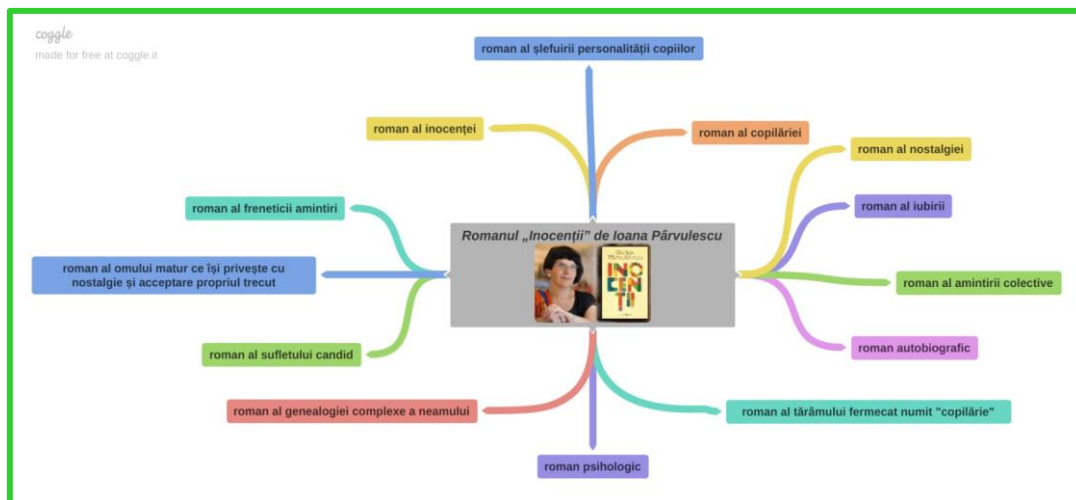 coggle
made for free at coggle.it
roman al șlefuirii personalității copiilor
roman al inocenței
roman al copilăriei
roman al nostalgiei
roman al freneticii amintiri
roman al iubirii
Romanul „Inocenții” de Ioana Pârvulescu
roman al omului matur ce își privește cu
nostalgie și acceptare propriul trecut
roman al amintirii colective
INO
CEN
ȚII
roman al sufletului candid
roman autobiografic
roman al genealogiei complexe a neamului
roman al tărâmului fermecat numit "copilărie"
roman psihologic